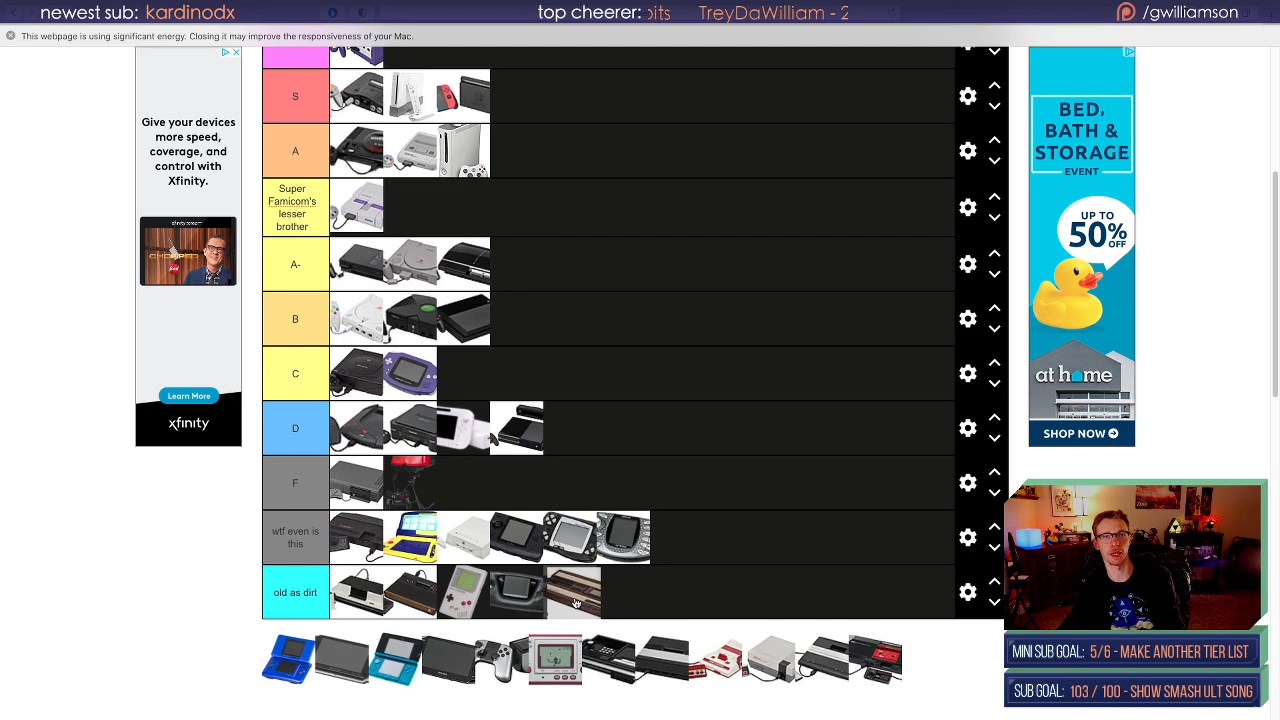 newest sub: kardinodx
top cheerer: bits TreyDaWilliam - 2
/gwilliamson
This webpage is using significant energy. Closing it may improve the responsiveness of your Mac.
Give your devices
more speed,
coverage, and
control with
Xfinity.
Learn More
xfinity
S
A
Super
Famicom's
lesser
brother
A-
B
C
D
F
wtf even is
this
old as dirt
BED,
BATH &
STORAGE
EVENT
UP TO
50%
OFF
at home
SHOP NOW
MINI SUB GOAL: 5/6 - MAKE ANOTHER TIER LIST
SUB GOAL: 103 / 100 - SHOW SMASH ULT SONG